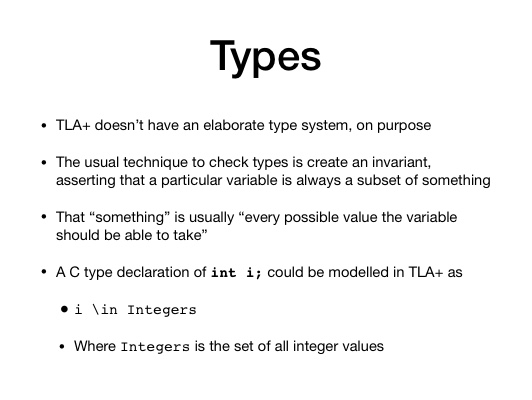 Types
• TLA+ doesn’t have an elaborate type system, on purpose
• The usual technique to check types is create an invariant,
asserting that a particular variable is always a subset of something
• That “something” is usually “every possible value the variable
should be able to take”
• A C type declaration of int i; could be modelled in TLA+ as
• i \in Integers
• Where Integers is the set of all integer values